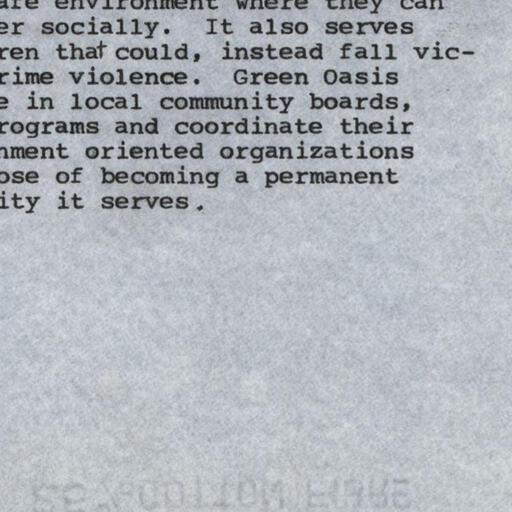 are environment where they can
er socially. It also serves
ren that could, instead fall vic-
rime violence. Green Oasis
e in local community boards,
rograms and coordinate their
nment oriented organizations
ose of becoming a permanent
ity it serves.